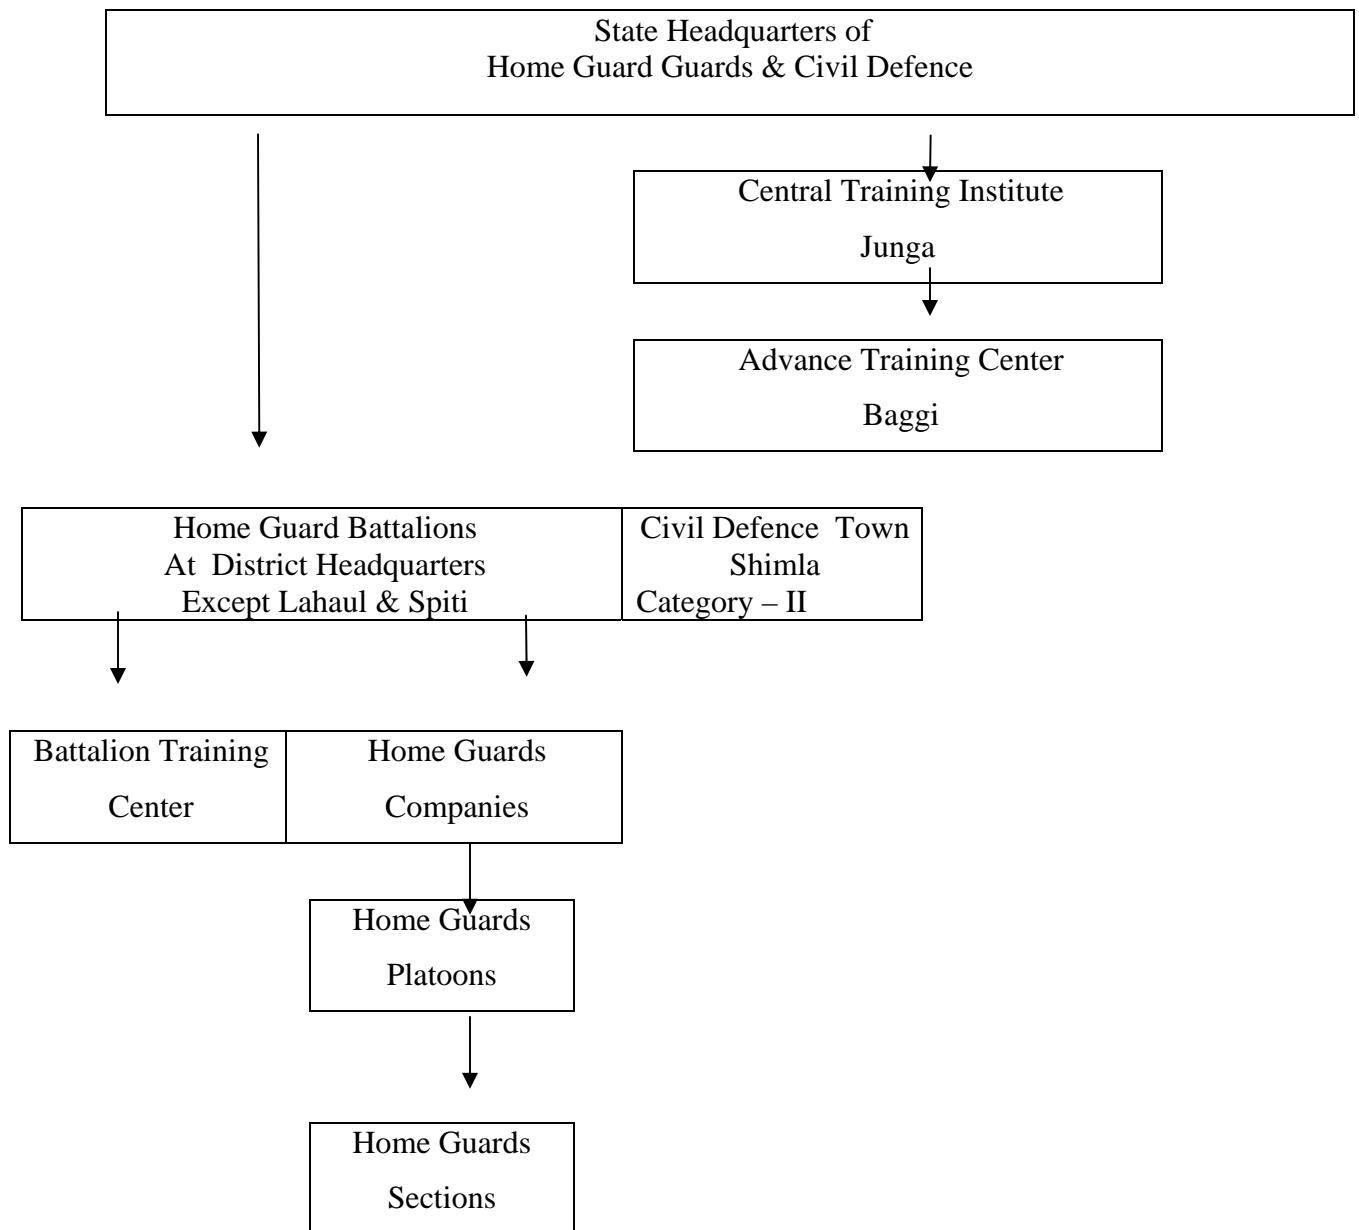 State Headquarters of
Home Guard Guards & Civil Defence
Central Training Institute
Junga
Advance Training Center
Baggi
Home Guard Battalions
At District Headquarters
Except Lahaul & Spiti
Civil Defence Town
Shimla
Category – II
Battalion Training
Center
Home Guards
Companies
Home Guards
Platoons
Home Guards
Sections